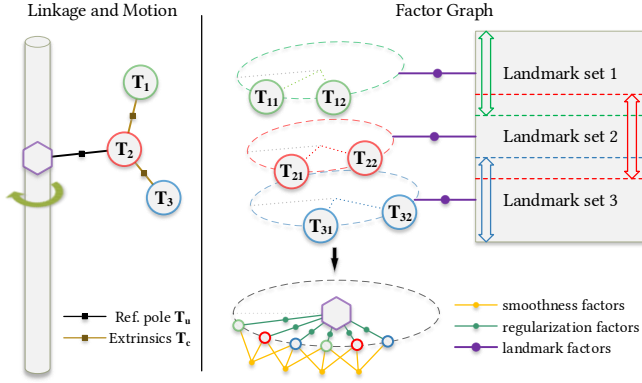 Linkage and Motion
Factor Graph
T1
T2
T3
Ref. pole Tu
Extrinsics Tc
T11
T12
T21
T22
T31
T32
Landmark set 1
Landmark set 2
Landmark set 3
smoothness factors
regularization factors
landmark factors